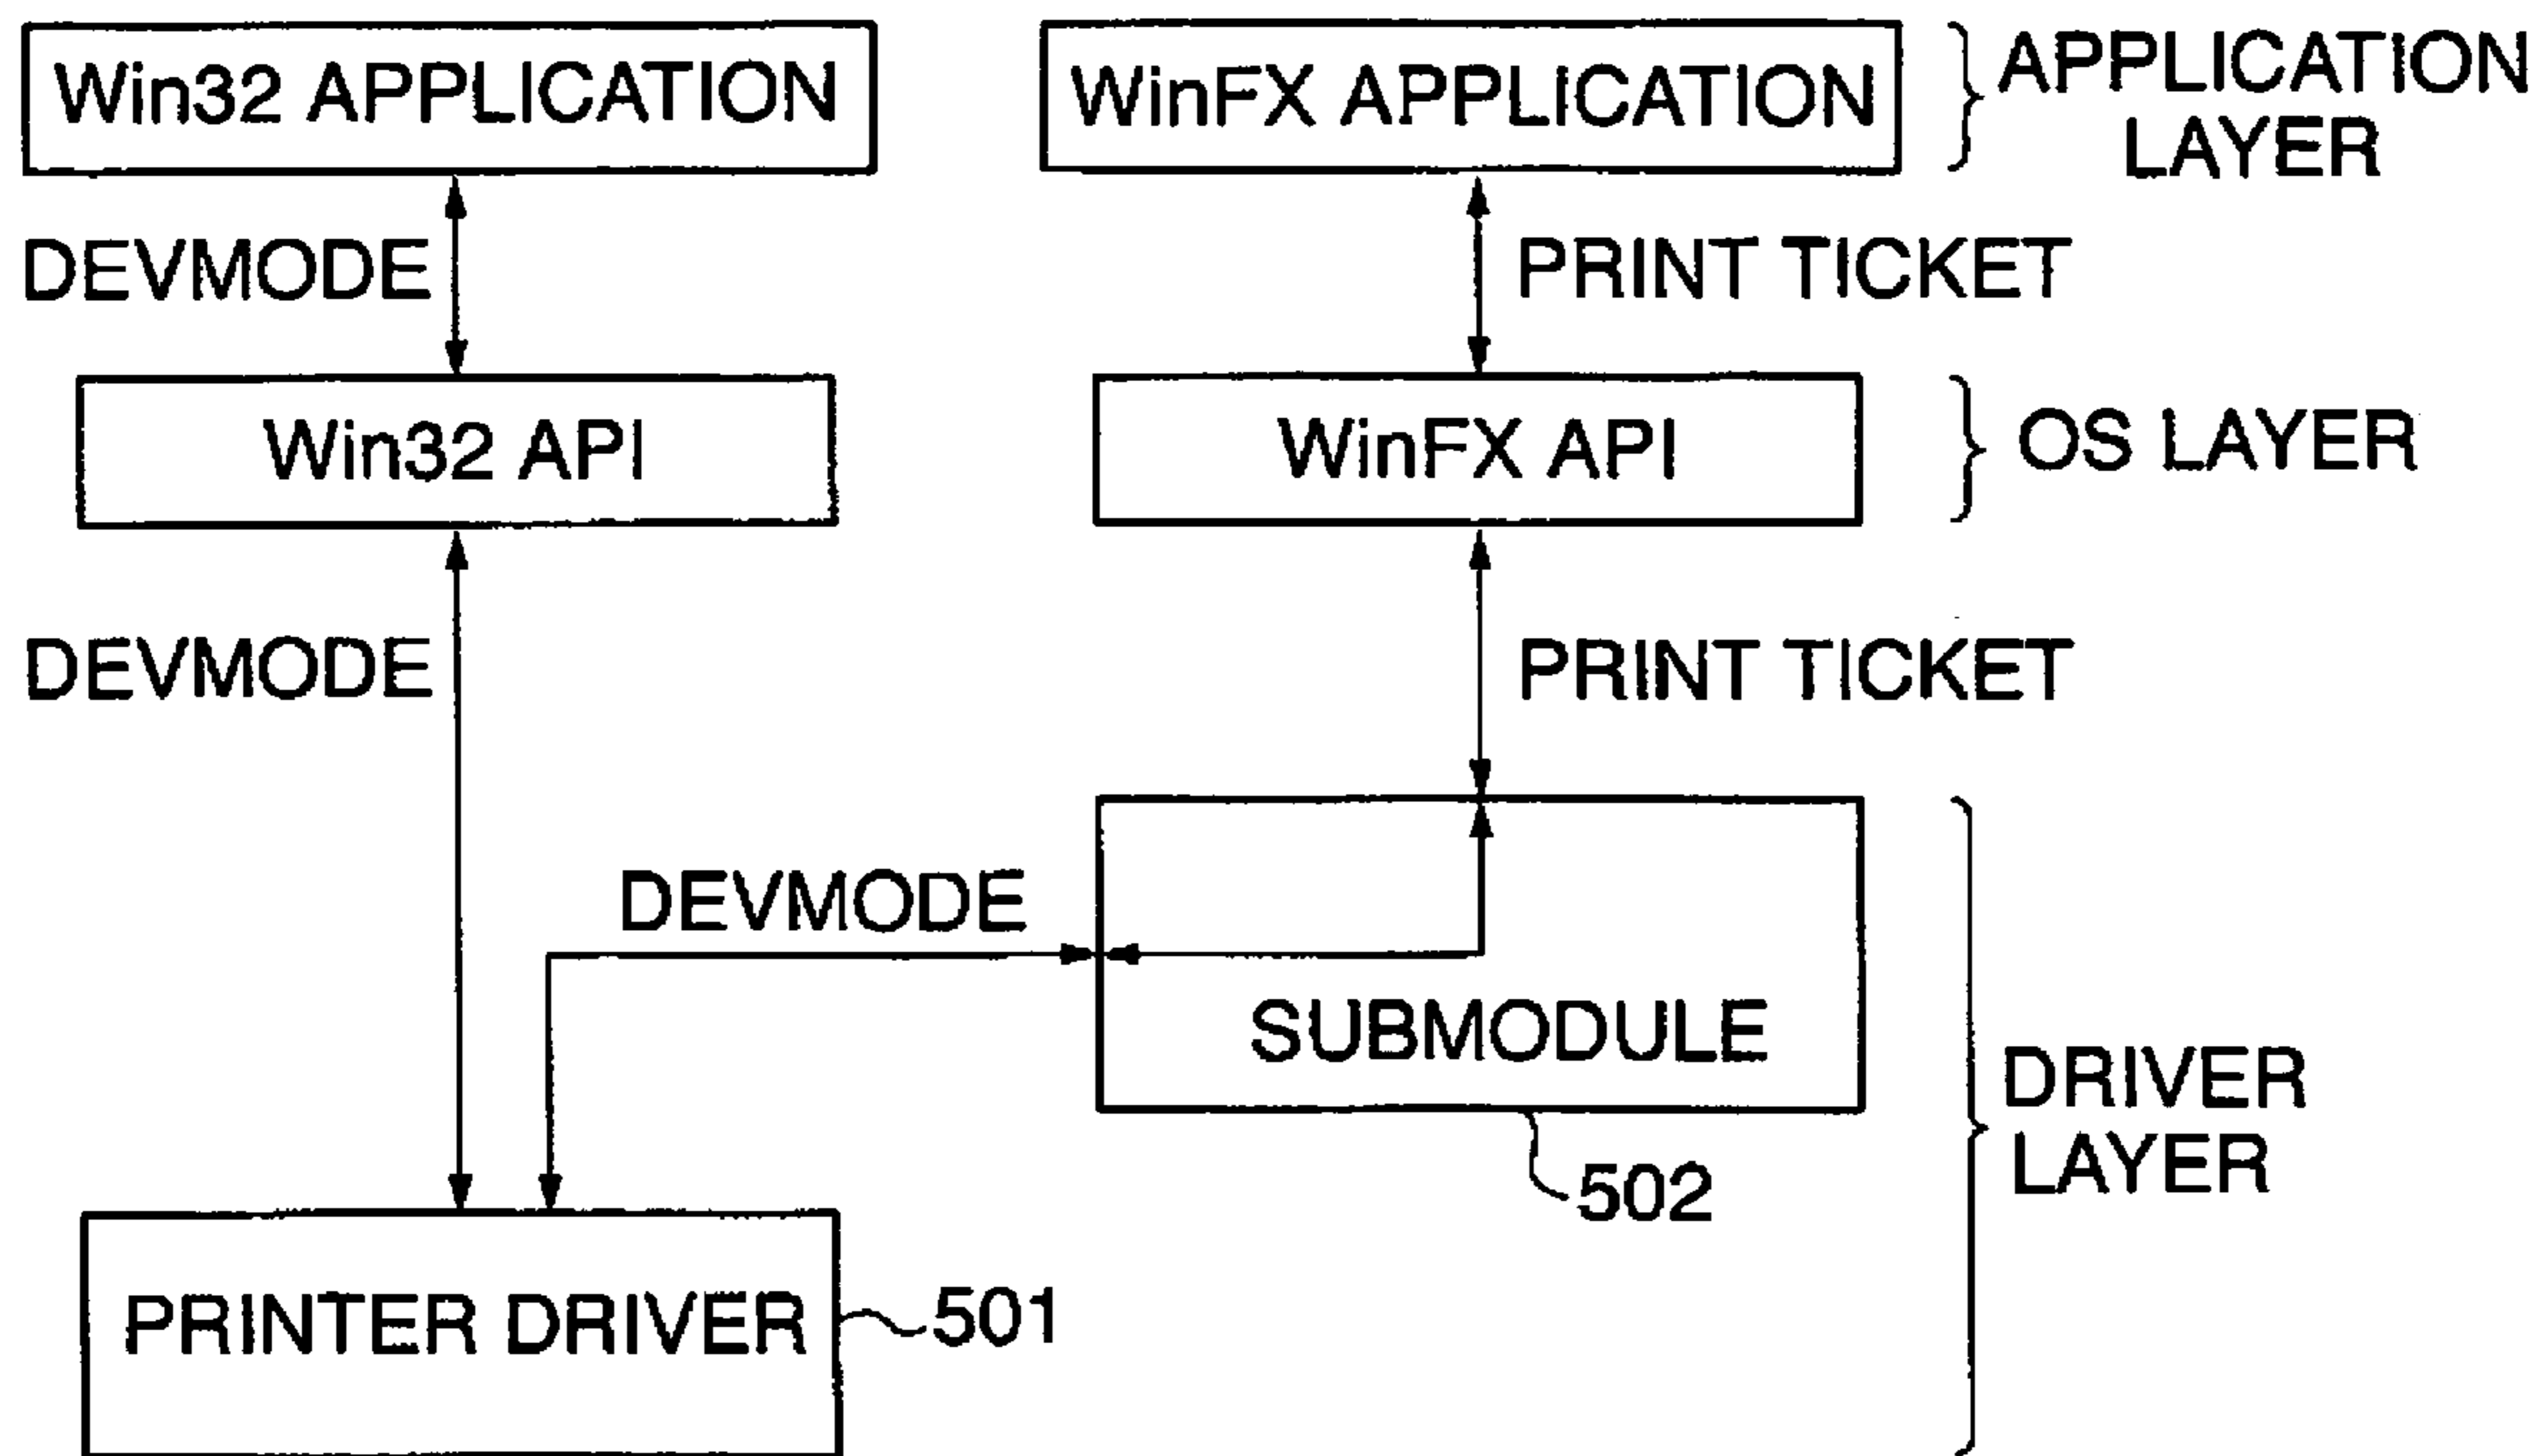 Win32 APPLICATION
WinFX APPLICATION
APPLICATION
LAYER
DEVMODE
PRINT TICKET
Win32 API
WinFX API
OS LAYER
DEVMODE
PRINT TICKET
DEVMODE
SUBMODULE
DRIVER
LAYER
502
PRINTER DRIVER
501